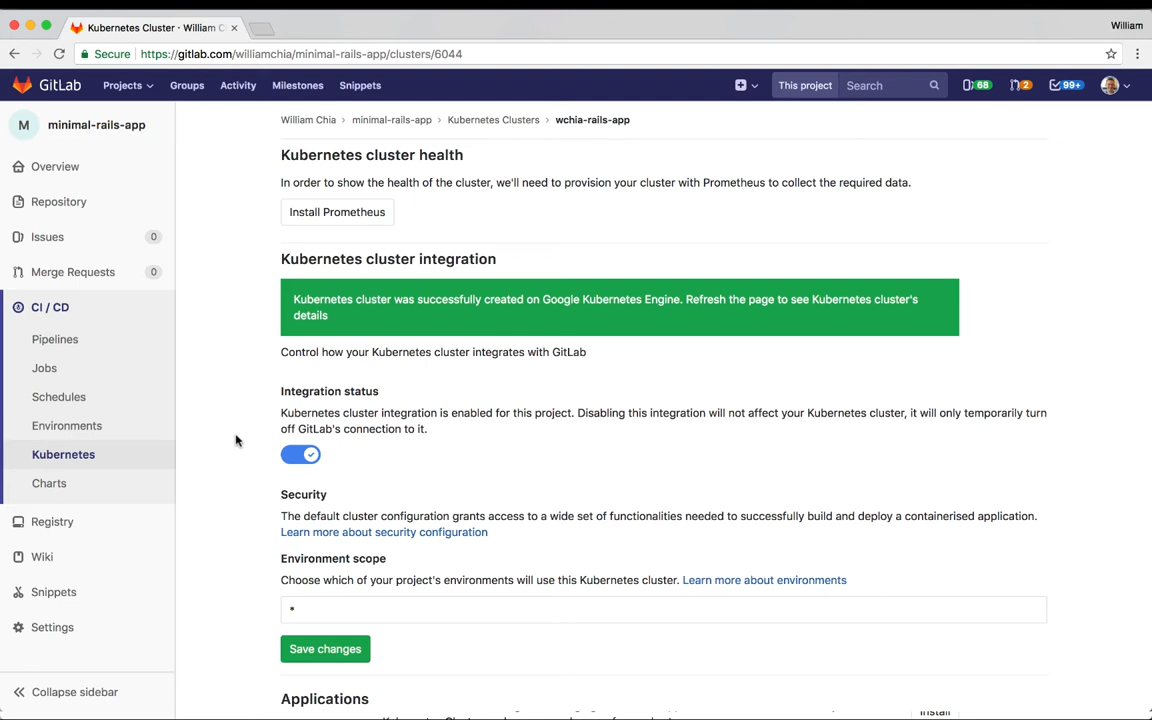 Kubernetes Cluster · William C
William
Secure https://gitlab.com/williamchia/minimal-rails-app/clusters/6044
GitLab Projects Groups Activity Milestones Snippets This project Search 68 2 99+
M minimal-rails-app
Overview
Repository
Issues 0
Merge Requests 0
CI / CD
Pipelines
Jobs
Schedules
Environments
Kubernetes
Charts
Registry
Wiki
Snippets
Settings
Collapse sidebar
William Chia › minimal-rails-app › Kubernetes Clusters › wchia-rails-app
Kubernetes cluster health
In order to show the health of the cluster, we'll need to provision your cluster with Prometheus to collect the required data.
Install Prometheus
Kubernetes cluster integration
Kubernetes cluster was successfully created on Google Kubernetes Engine. Refresh the page to see Kubernetes cluster's
details
Control how your Kubernetes cluster integrates with GitLab
Integration status
Kubernetes cluster integration is enabled for this project. Disabling this integration will not affect your Kubernetes cluster, it will only temporarily turn
off GitLab's connection to it.
Security
The default cluster configuration grants access to a wide set of functionalities needed to successfully build and deploy a containerised application.
Learn more about security configuration
Environment scope
Choose which of your project's environments will use this Kubernetes cluster. Learn more about environments
*
Save changes
Applications
Install